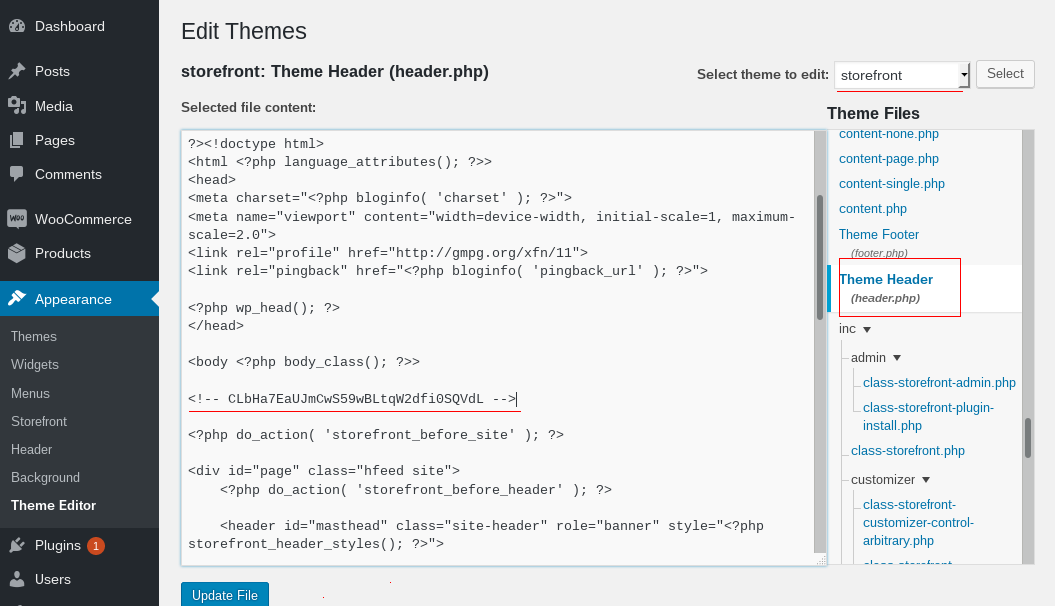 Dashboard
Posts
Media
Pages
Comments
WooCommerce
Products
Appearance
Themes
Widgets
Menus
Storefront
Header
Background
Theme Editor
Plugins 1
Users
Edit Themes
storefront: Theme Header (header.php)
Select theme to edit: storefront Select
Selected file content:
?><!doctype html>
<html <?php language_attributes(); ?>>
<head>
<meta charset="<?php bloginfo( 'charset' ); ?>">
<meta name="viewport" content="width=device-width, initial-scale=1, maximum-
scale=2.0">
<link rel="profile" href="http://gmpg.org/xfn/11">
<link rel="pingback" href="<?php bloginfo( 'pingback_url' ); ?>">
<?php wp_head(); ?>
</head>
<body <?php body_class(); ?>>
<!-- CLbHa7EaUJmCwS59wBLtqW2dfi0SQVdL -->
<?php do_action( 'storefront_before_site' ); ?>
<div id="page" class="hfeed site">
<?php do_action( 'storefront_before_header' ); ?>
<header id="masthead" class="site-header" role="banner" style="<?php
storefront_header_styles(); ?>">
Update File
Theme Files
content-none.php
content-page.php
content-single.php
content.php
Theme Footer
(footer.php)
Theme Header
(header.php)
inc
admin
class-storefront-admin.php
class-storefront-plugin-
install.php
class-storefront.php
customizer
class-storefront-
customizer-control-
arbitrary.php
class-storefront-